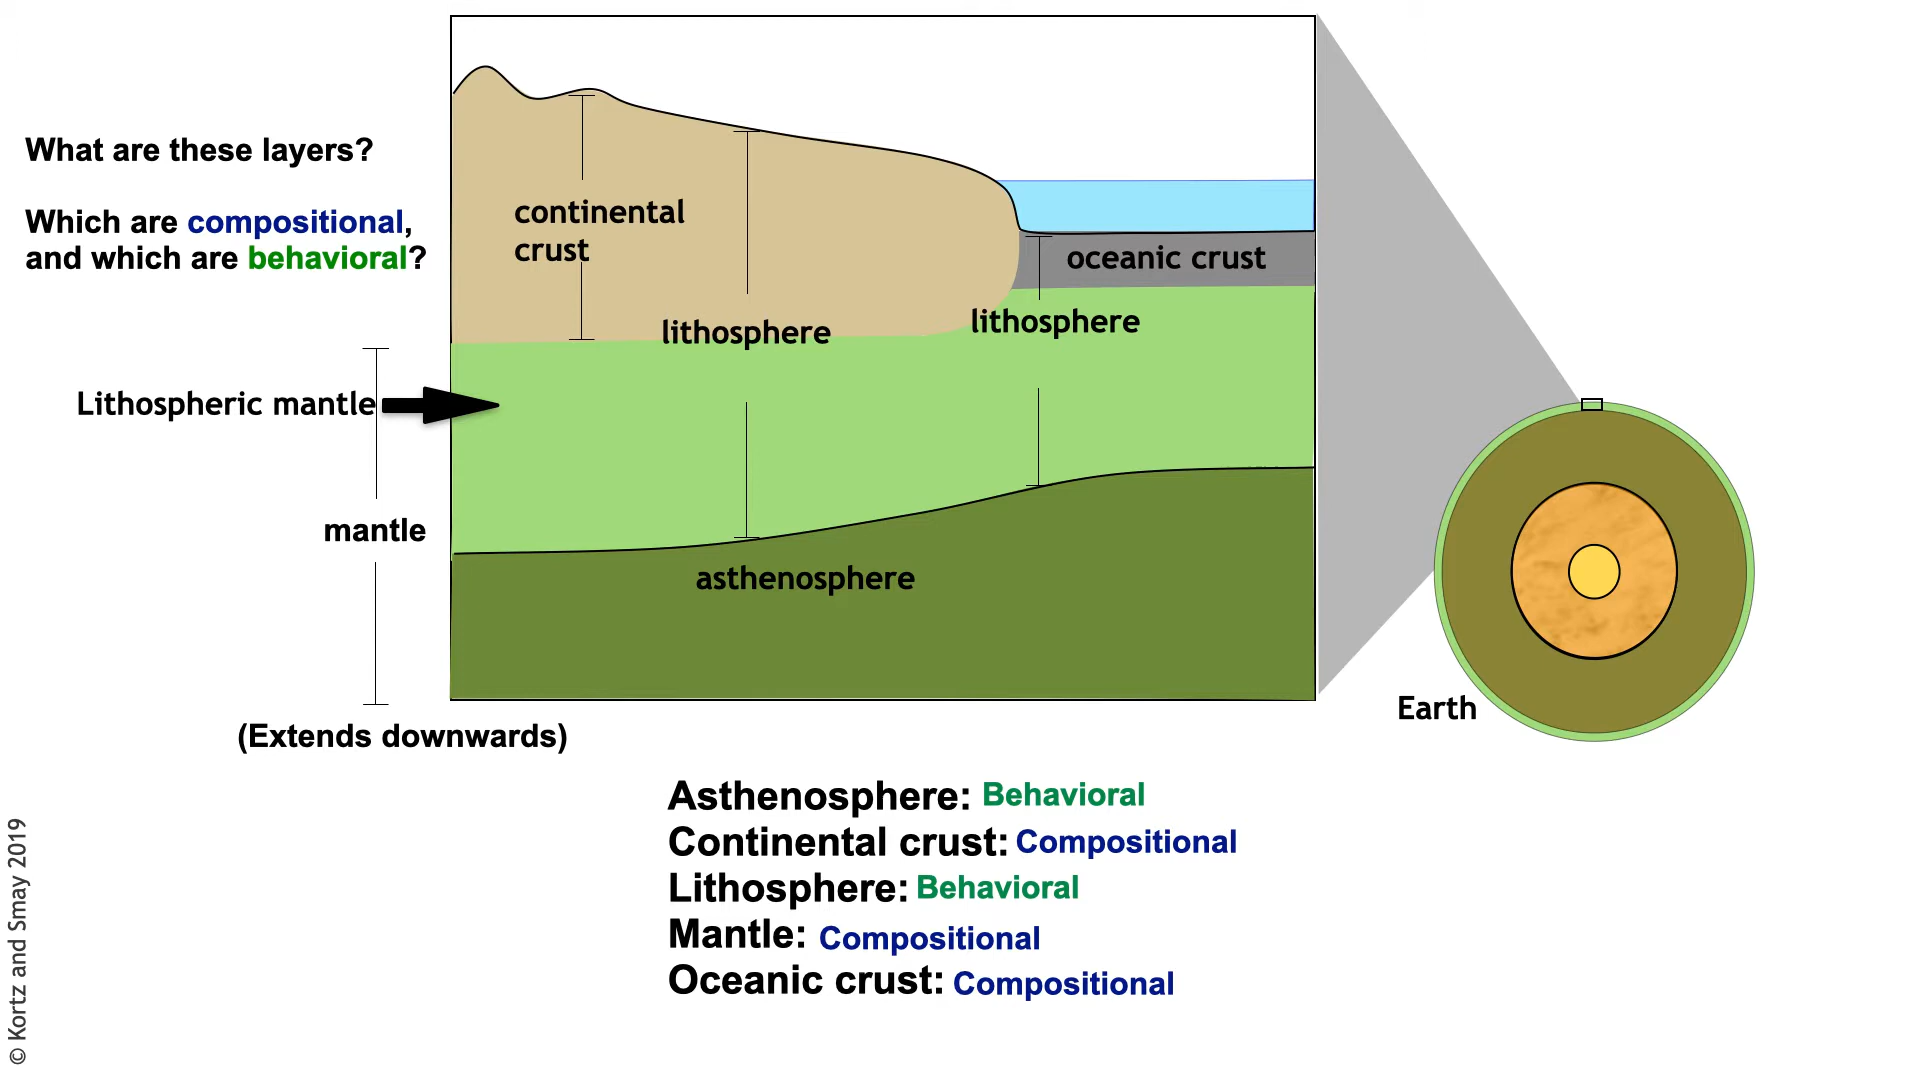 What are these layers?
Which are compositional,
and which are behavioral?
continental
crust
oceanic crust
lithosphere
lithosphere
Lithospheric mantle
mantle
asthenosphere
(Extends downwards)
Earth
Asthenosphere: Behavioral
Continental crust: Compositional
Lithosphere: Behavioral
Mantle: Compositional
Oceanic crust: Compositional
© Kortz and Smay 2019